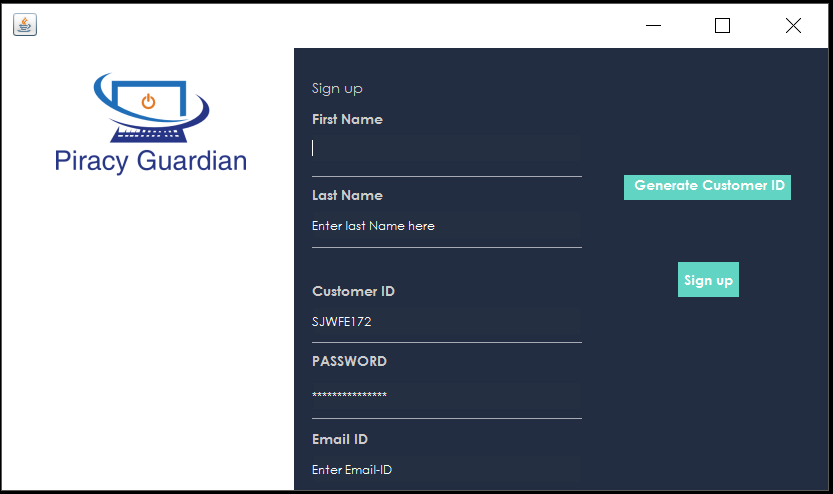 Piracy Guardian
Sign up
First Name
Last Name
Enter last Name here
Customer ID
SJWFE172
PASSWORD
***************
Email ID
Enter Email-ID
Generate Customer ID
Sign up